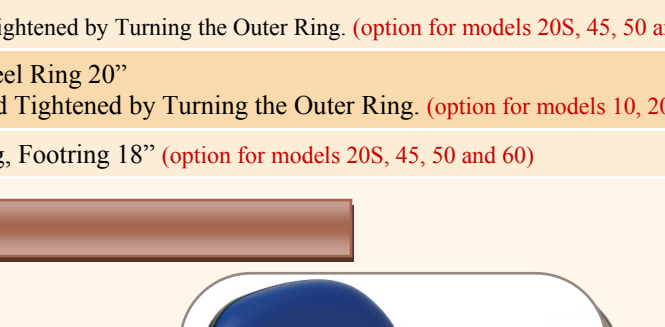 ightened by Turning the Outer Ring. (option for models 20S, 45, 50 a
eel Ring 20”
d Tightened by Turning the Outer Ring. (option for models 10, 20
g, Footring 18” (option for models 20S, 45, 50 and 60)